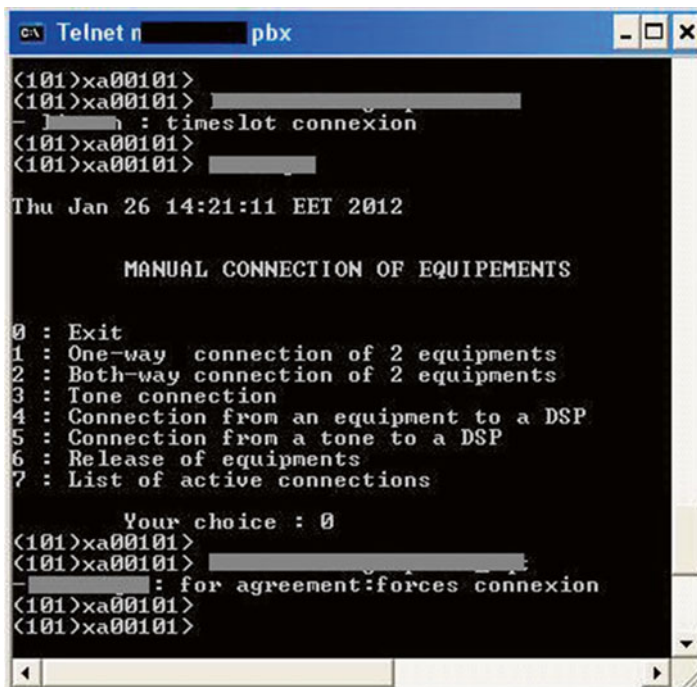 Telnet pbx
(101)xa00101>
(101)xa00101>
- : timeslot connexion
(101)xa00101>
(101)xa00101>
Thu Jan 26 14:21:11 EET 2012
MANUAL CONNECTION OF EQUIPEMENTS
0 : Exit
1 : One-way connection of 2 equipments
2 : Both-way connection of 2 equipments
3 : Tone connection
4 : Connection from an equipment to a DSP
5 : Connection from a tone to a DSP
6 : Release of equipments
7 : List of active connections
Your choice : 0
(101)xa00101>
(101)xa00101>
- : for agreement:forces connexion
(101)xa00101>
(101)xa00101>